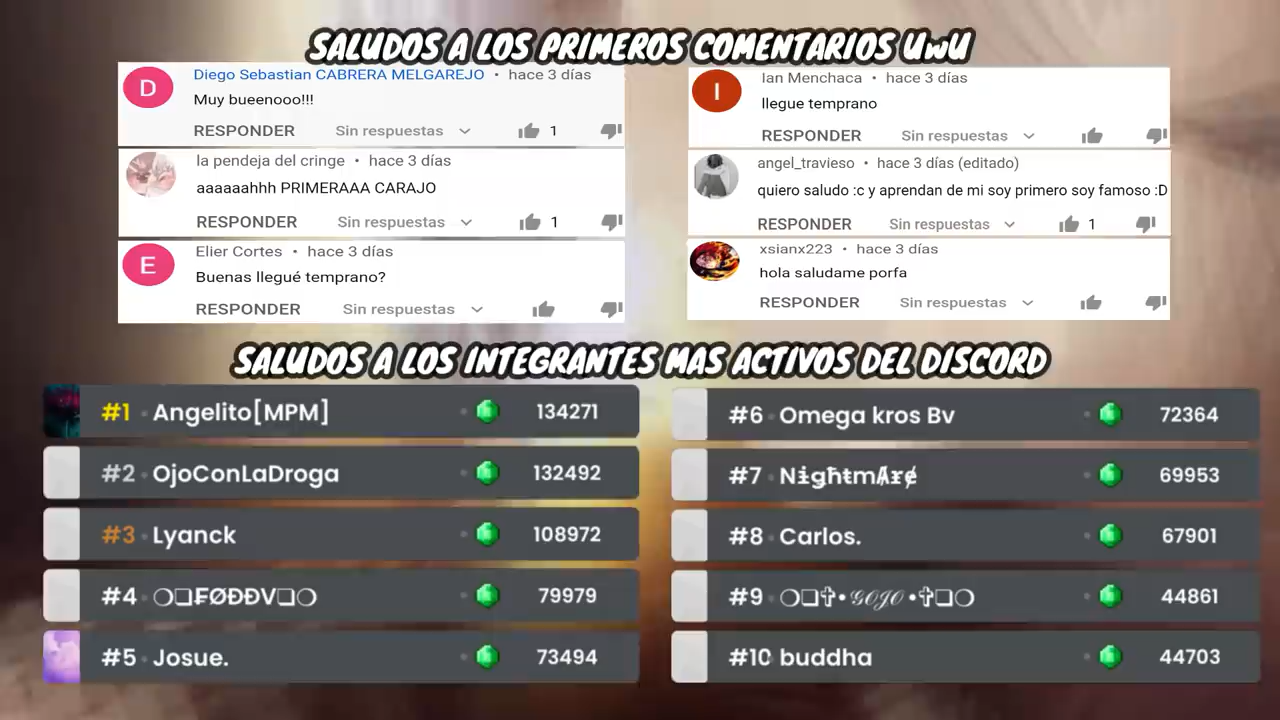 SALUDOS A LOS PRIMEROS COMENTARIOS UwU
Diego Sebastian CABRERA MELGAREJO • hace 3 días
Muy bueenooo!!!
RESPONDER Sin respuestas 1
la pendeja del cringe • hace 3 días
aaaaaahhh PRIMERAAA CARAJO
RESPONDER Sin respuestas 1
E
Elier Cortes • hace 3 días
Buenas llegué temprano?
RESPONDER Sin respuestas
D
I
Ian Menchaca • hace 3 días
llegue temprano
RESPONDER Sin respuestas
angel_travieso • hace 3 días (editado)
quiero saludo :c y aprendan de mi soy primero soy famoso :D
RESPONDER Sin respuestas 1
xsianx223 • hace 3 días
hola saludame porfa
RESPONDER Sin respuestas
SALUDOS A LOS INTEGRANTES MAS ACTIVOS DEL DISCORD
#1 • Angelito[MPM] • 134271
#2 • OjoConLaDroga • 132492
#3 • Lyanck • 108972
#4 • ❍❏₣ØĐĐV❏❍ • 79979
#5 • Josue. • 73494
#6 • Omega kros Bv • 72364
#7 • NɨgħŧmȺɍɇ • 69953
#8 • Carlos. • 67901
#9 • ❍❏✞•𝒢𝒪𝒥𝒪•✞❏❍ • 44861
#10 • buddha • 44703